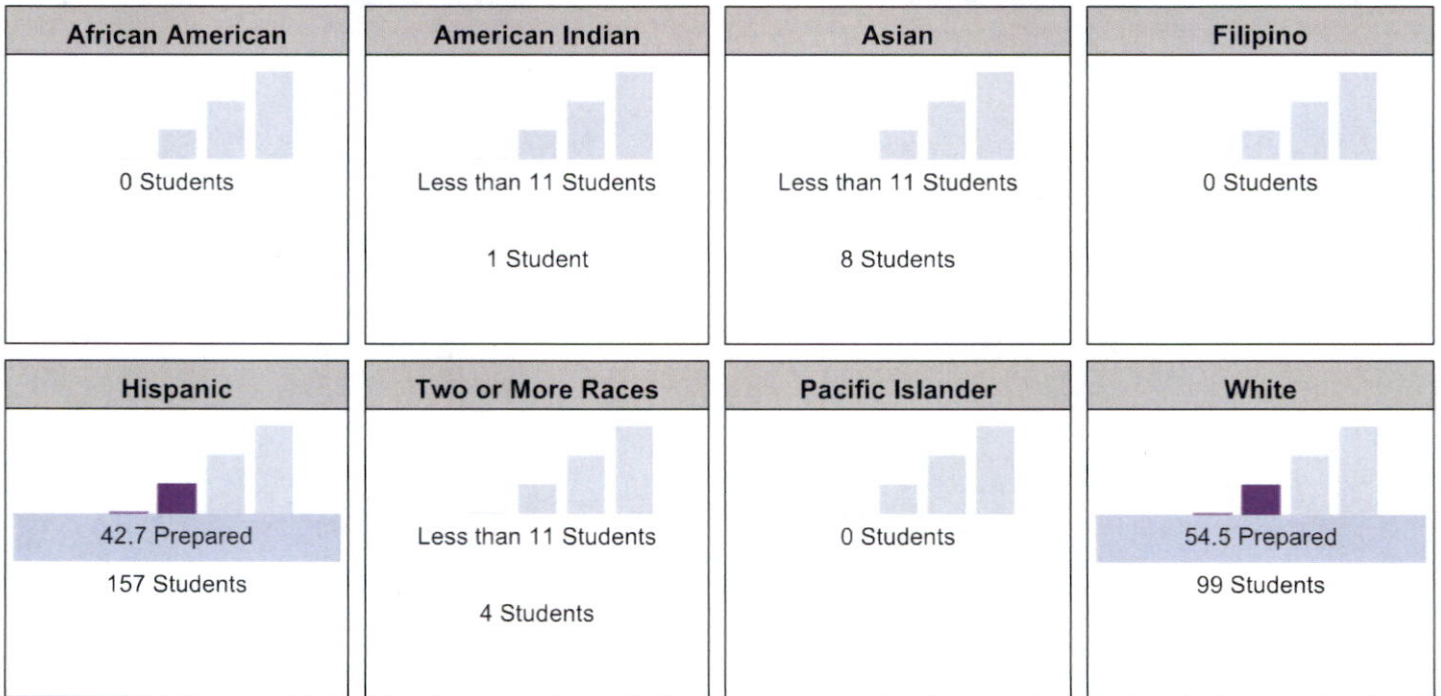 African American
0 Students
American Indian
Less than 11 Students
1 Student
Asian
Less than 11 Students
8 Students
Filipino
0 Students
Hispanic
42.7 Prepared
157 Students
Two or More Races
Less than 11 Students
4 Students
Pacific Islander
0 Students
White
54.5 Prepared
99 Students